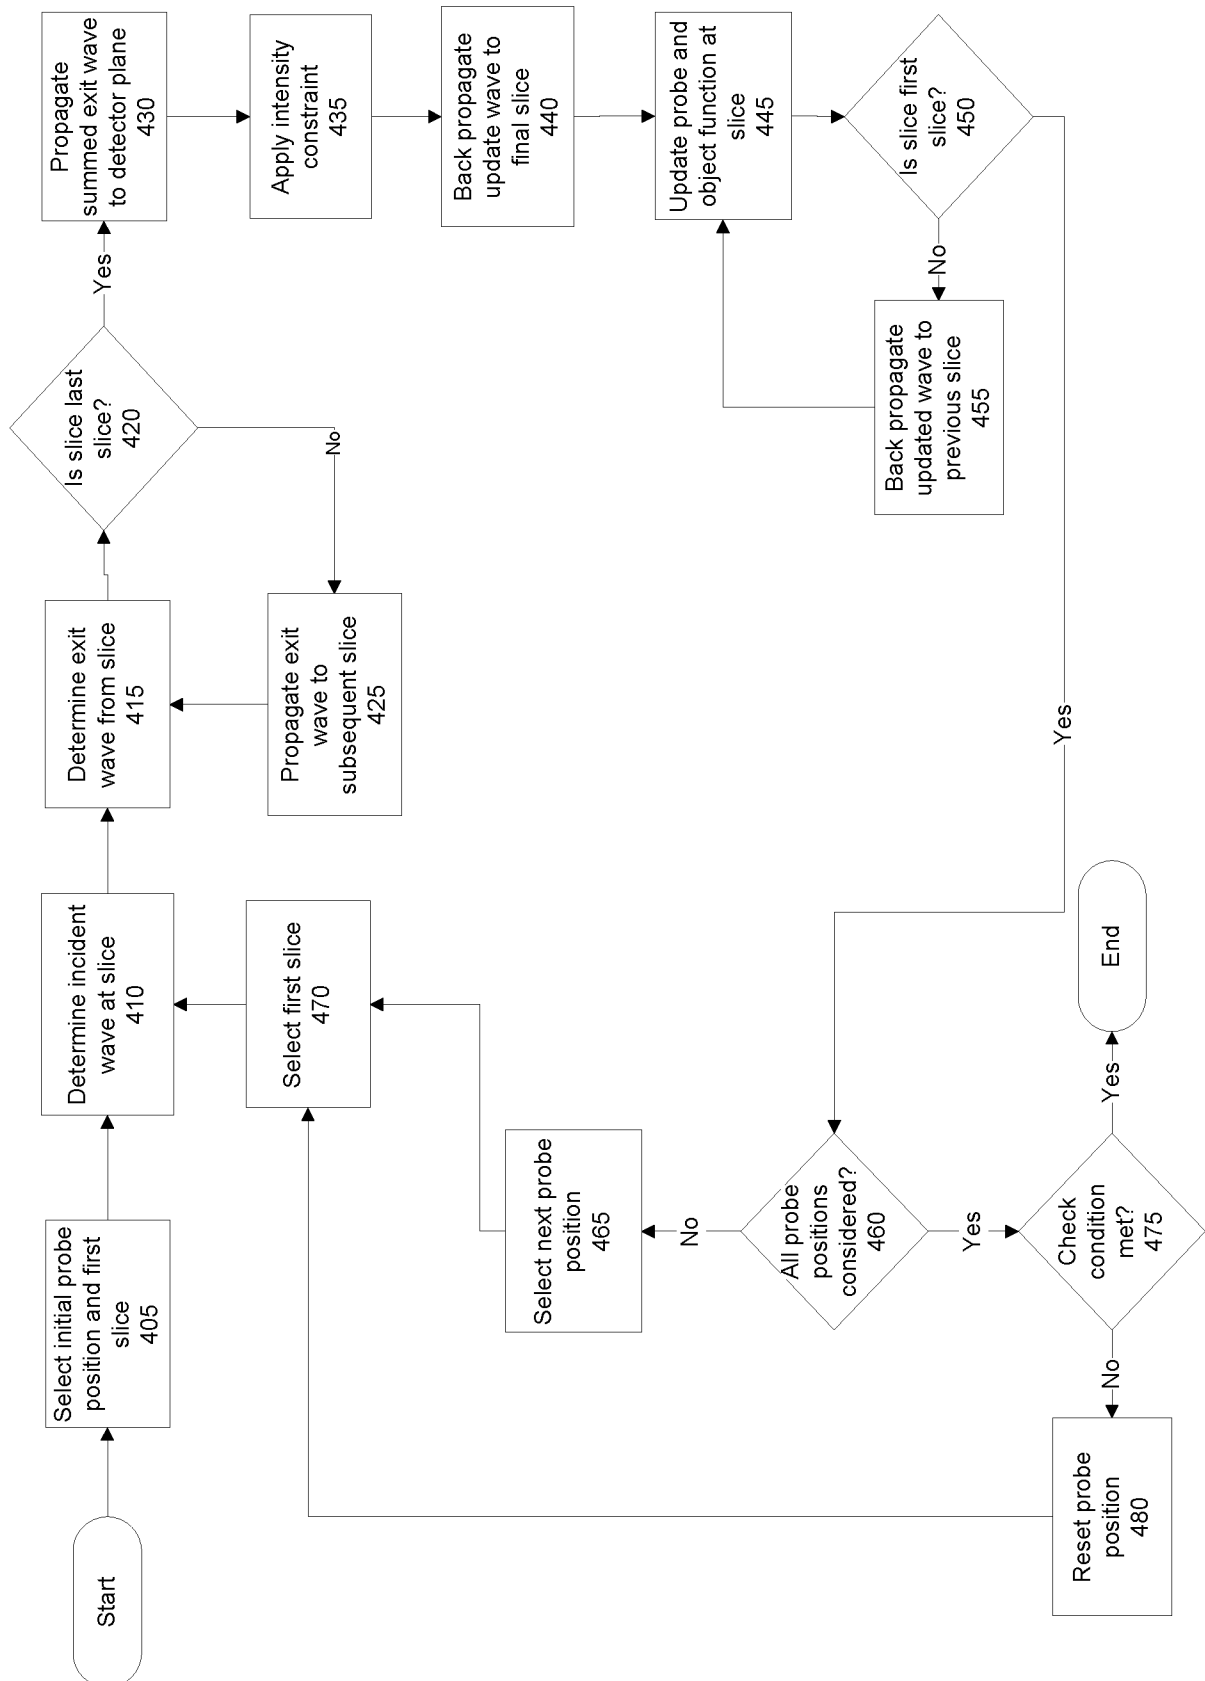 Start
Select initial probe
position and first
slice
405
Determine incident
wave at slice
410
Determine exit
wave from slice
415
Is slice last
slice?
420
Yes
No
Propagate exit
wave to
subsequent slice
425
Propagate
summed exit wave
to detector plane
430
Apply intensity
constraint
435
Back propagate
update wave to
final slice
440
Update probe and
object function at
slice
445
Is slice first
slice?
450
No
Back propagate
updated wave to
previous slice
455
Yes
All probe
positions
considered?
460
No
Select next probe
position
465
Select first slice
470
Yes
Check
condition
met?
475
Yes
End
No
Reset probe
position
480